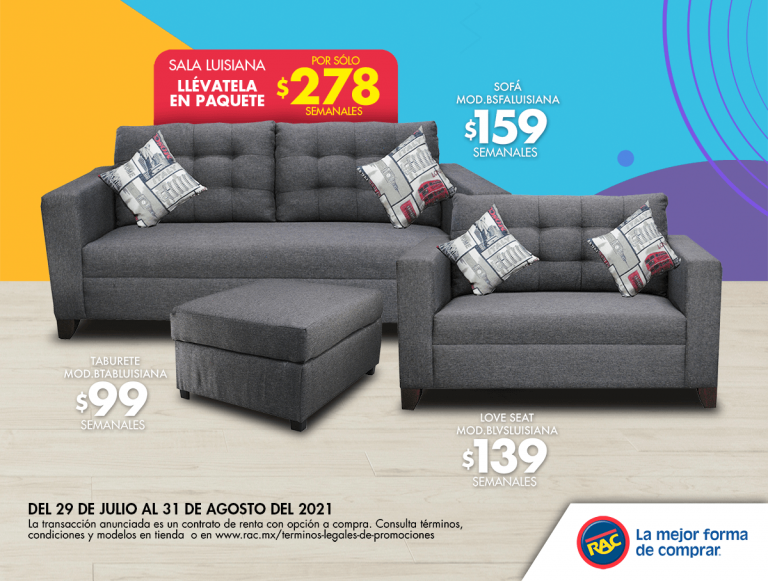 SALA LUISIANA
LLÉVATELA
EN PAQUETE
POR SÓLO
$278
SEMANALES
SOFÁ
MOD.BSFALUISIANA
$159
SEMANALES
TABURETE
MOD.BTABLUISIANA
$99
SEMANALES
LOVE SEAT
MOD.BLVSLUISIANA
$139
SEMANALES
DEL 29 DE JULIO AL 31 DE AGOSTO DEL 2021
La transacción anunciada es un contrato de renta con opción a compra. Consulta términos,
condiciones y modelos en tienda o en www.rac.mx/terminos-legales-de-promociones
RAC
La mejor forma
de comprar.